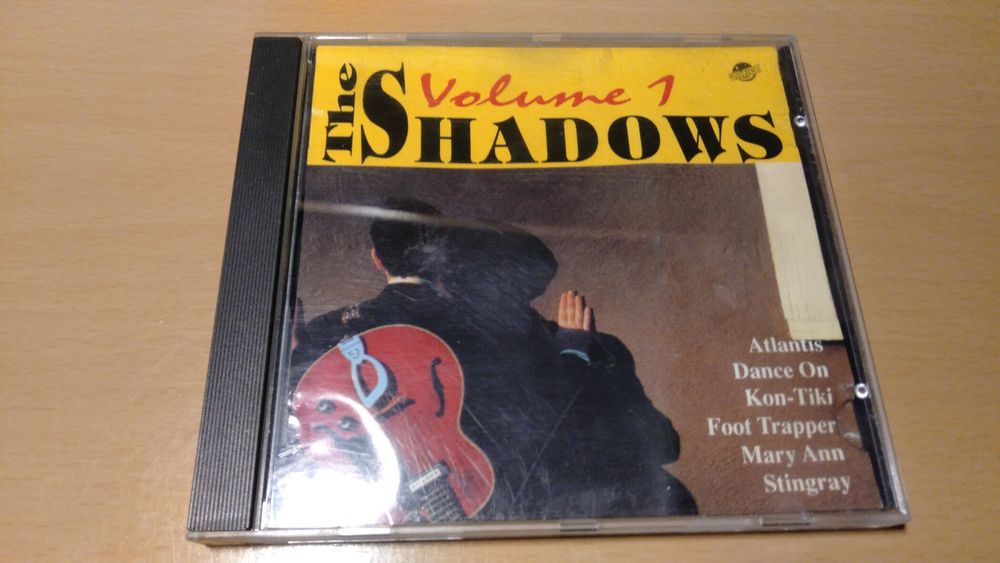 The
Volume 1
SHADOWS
Atlantis
Dance On
Kon-Tiki
Foot Trapper
Mary Ann
Stingray